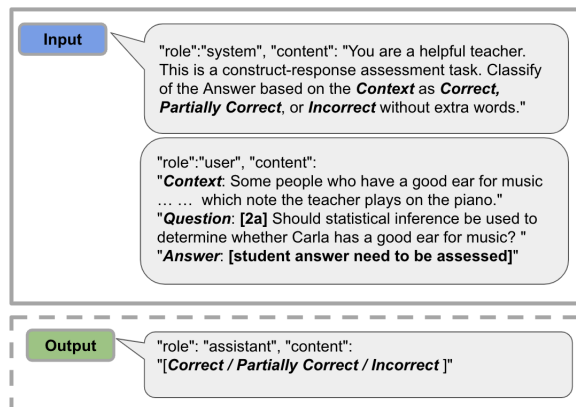 Input
"role":"system", "content": "You are a helpful teacher.
This is a construct-response assessment task. Classify
of the Answer based on the Context as Correct,
Partially Correct, or Incorrect without extra words."
"role":"user", "content":
"Context: Some people who have a good ear for music
… … which note the teacher plays on the piano."
"Question: [2a] Should statistical inference be used to
determine whether Carla has a good ear for music? "
"Answer: [student answer need to be assessed]"
Output
"role": "assistant", "content":
"[Correct / Partially Correct / Incorrect ]"